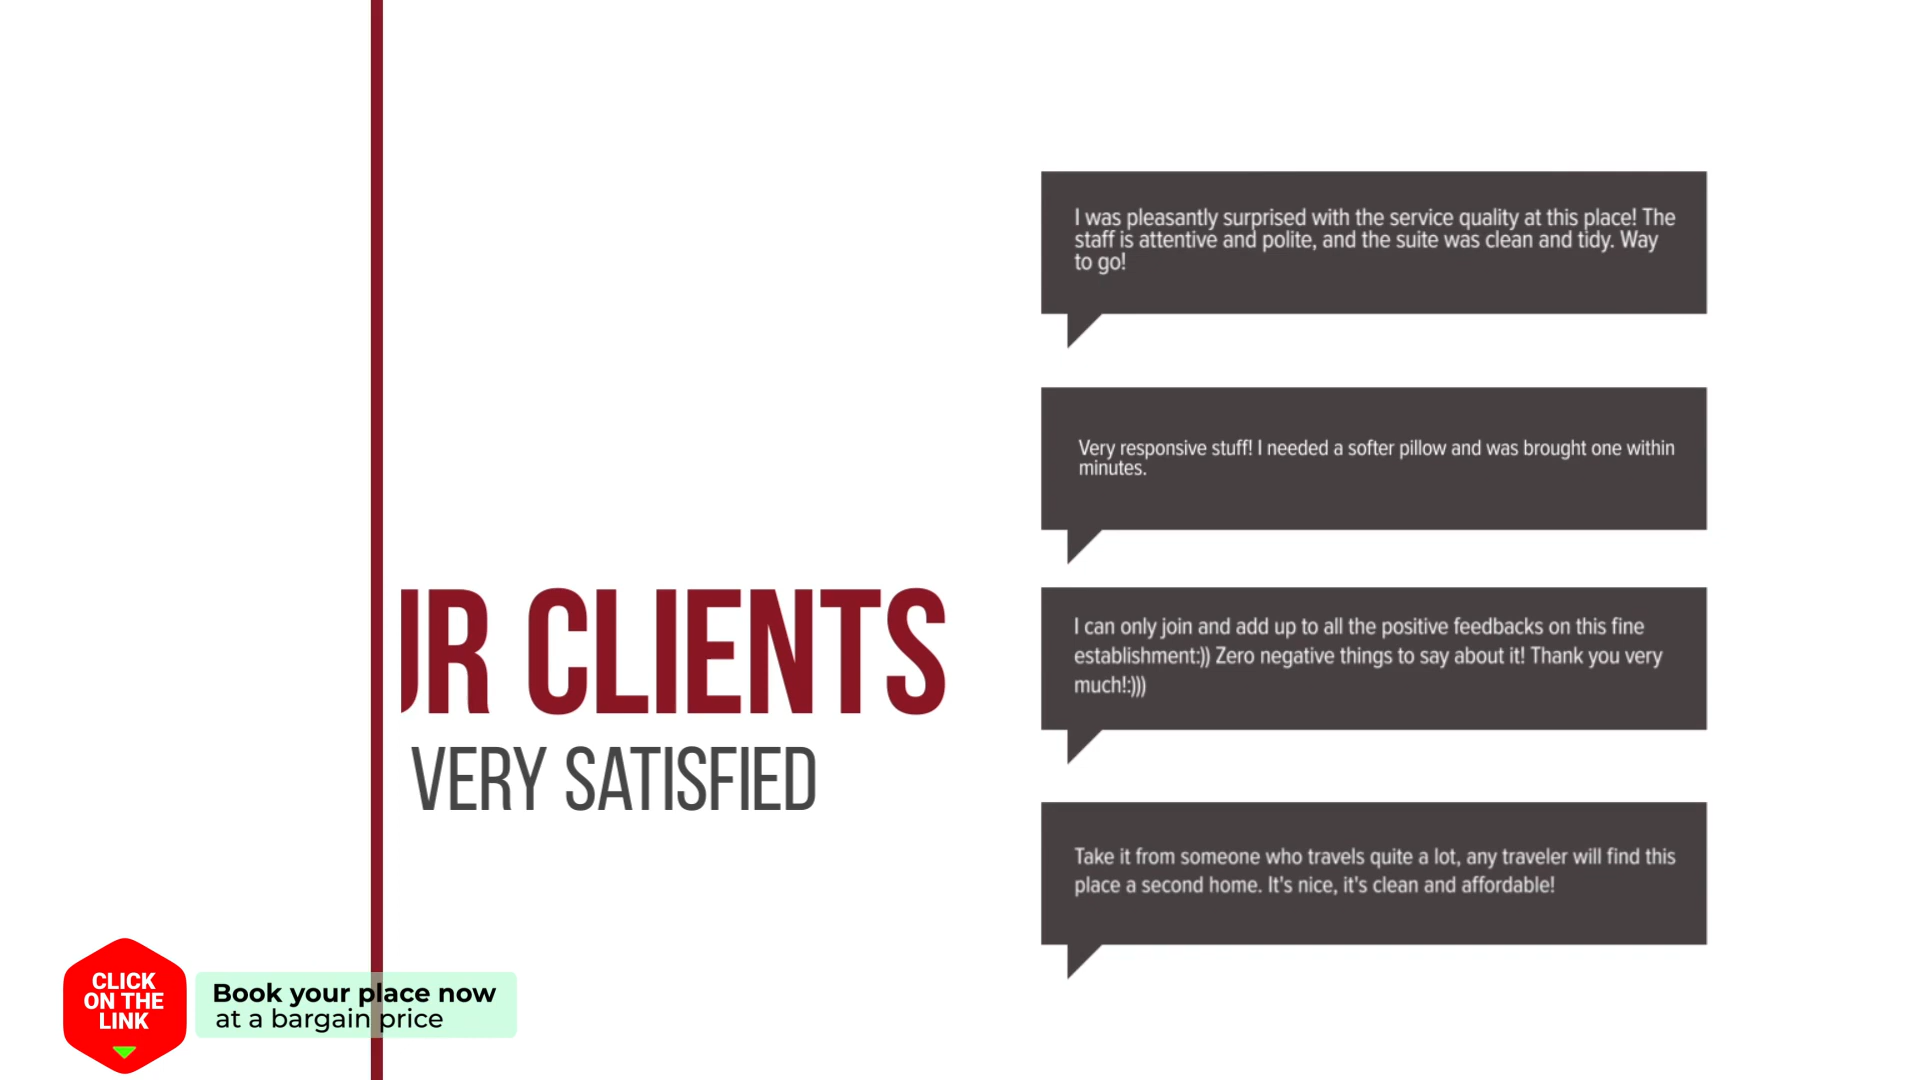 I was pleasantly surprised with the service quality at this place! The
staff is attentive and polite, and the suite was clean and tidy. Way
to go!
Very responsive stuff! I needed a softer pillow and was brought one within
minutes.
I can only join and add up to all the positive feedbacks on this fine
establishment:)) Zero negative things to say about it! Thank you very
much!:)))
Take it from someone who travels quite a lot, any traveler will find this
place a second home. It's nice, it's clean and affordable!
UR CLIENTS
VERY SATISFIED
CLICK
ON THE
LINK
Book your place now
at a bargain price